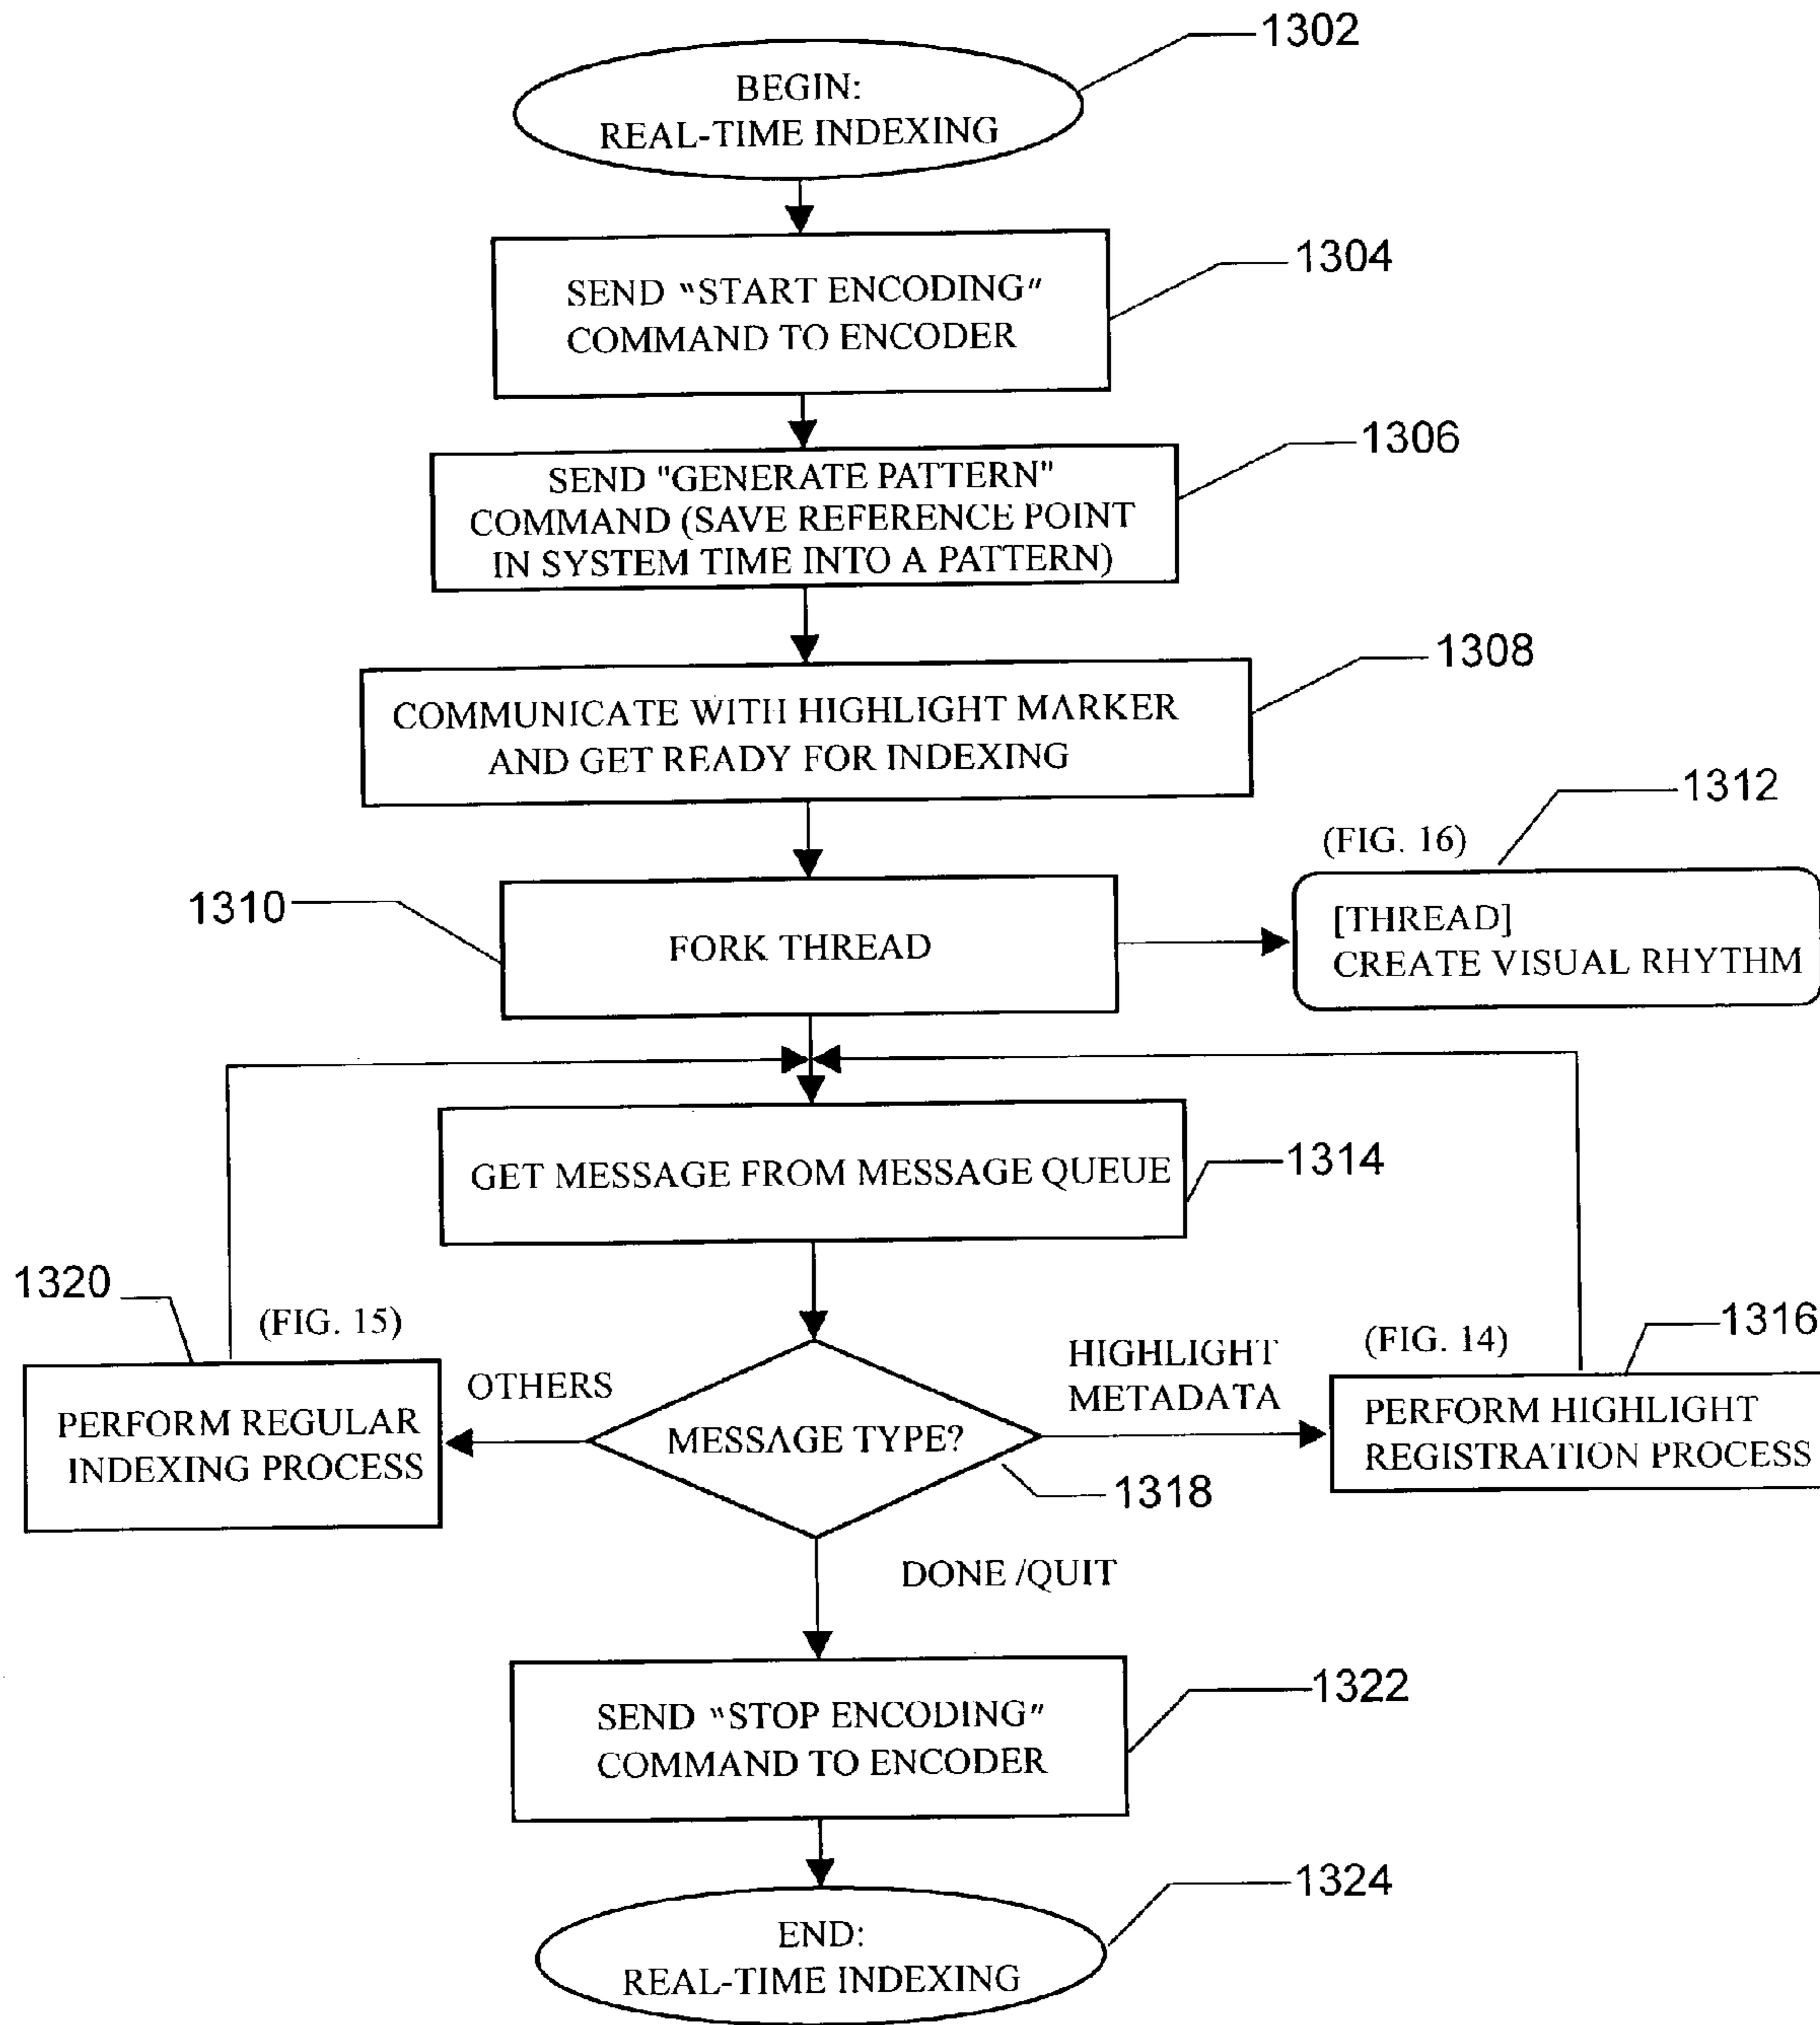 1302
BEGIN:
REAL-TIME INDEXING
1304
SEND "START ENCODING"
COMMAND TO ENCODER
1306
SEND "GENERATE PATTERN"
COMMAND (SAVE REFERENCE POINT
IN SYSTEM TIME INTO A PATTERN)
1308
COMMUNICATE WITH HIGHLIGHT MARKER
AND GET READY FOR INDEXING
1312
(FIG. 16)
1310
FORK THREAD
[THREAD]
CREATE VISUAL RHYTHM
GET MESSAGE FROM MESSAGE QUEUE
1314
1320
(FIG. 15)
1316
(FIG. 14)
OTHERS
HIGHLIGHT
METADATA
PERFORM REGULAR
INDEXING PROCESS
MESSAGE TYPE?
PERFORM HIGHLIGHT
REGISTRATION PROCESS
1318
DONE /QUIT
1322
SEND "STOP ENCODING"
COMMAND TO ENCODER
1324
END:
REAL-TIME INDEXING